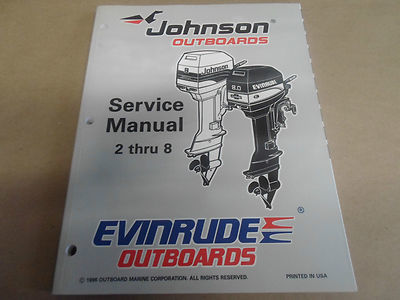 Johnson®
OUTBOARDS
Service
Manual
2 thru 8
Johnson
8
8.0
EVINRUDE
EVINRUDE®
OUTBOARDS
© 1996 OUTBOARD MARINE CORPORATION. ALL RIGHTS RESERVED.
PRINTED IN USA